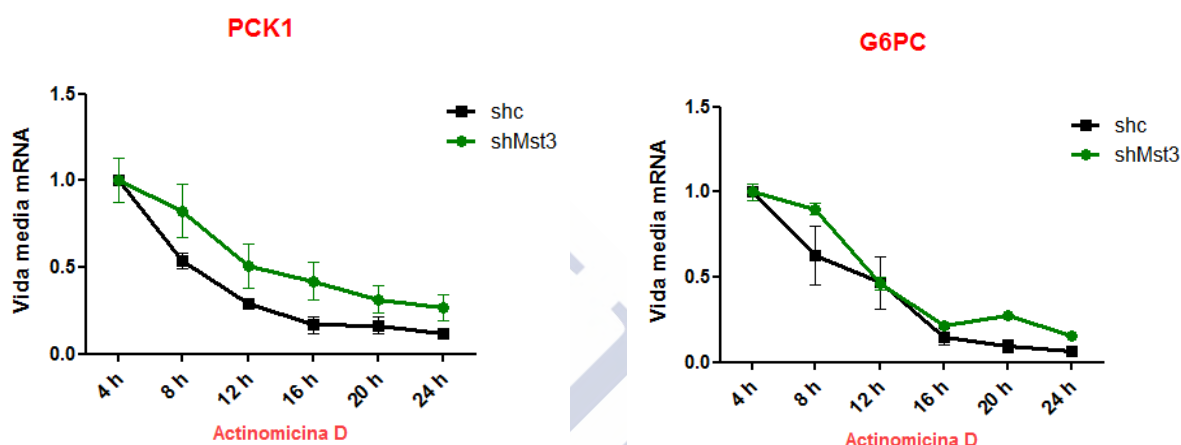 PCK1
Vida media mRNA
1.5
1.0
0.5
0.0
shc
shMst3
4 h
8 h
12 h
16 h
20 h
24 h
Actinomicina D
G6PC
Vida media mRNA
1.5
1.0
0.5
0.0
shc
shMst3
4 h
8 h
12 h
16 h
20 h
24 h
Actinomicina D